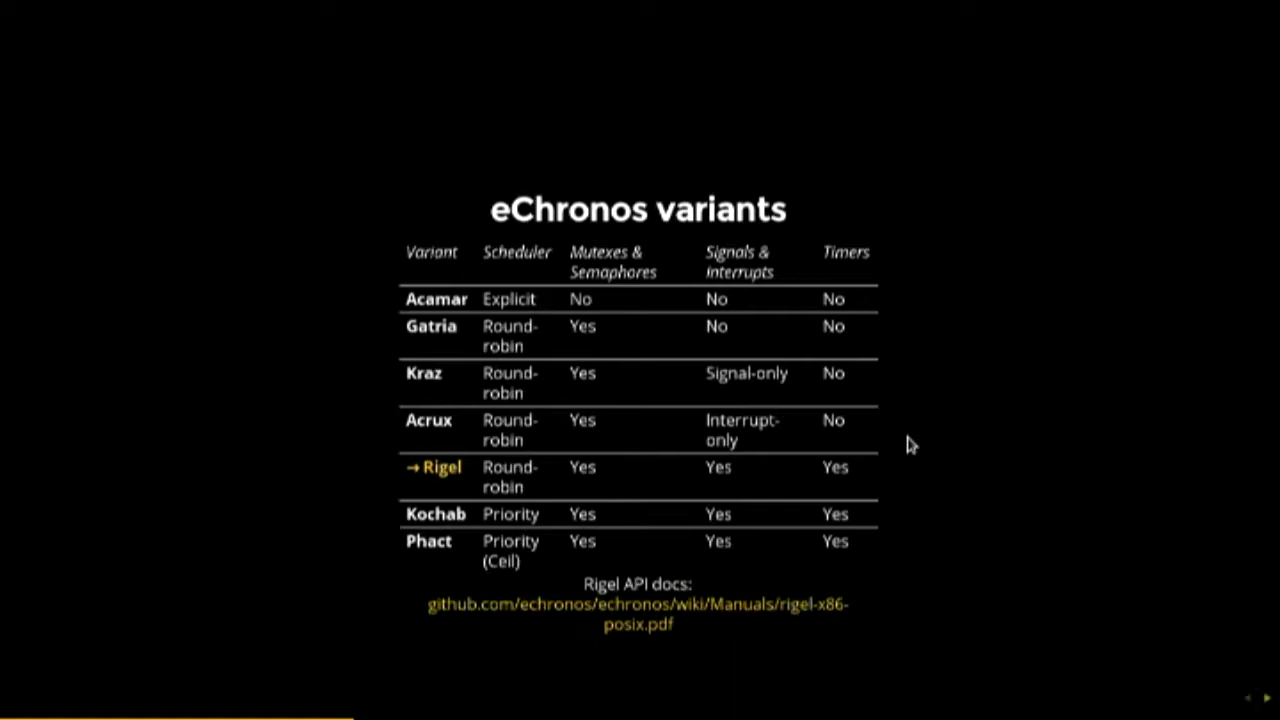 eChronos variants
Variant Scheduler Mutexes & Semaphores Signals & Interrupts Timers
Acamar Explicit No No No
Gatria Round-robin Yes No No
Kraz Round-robin Yes Signal-only No
Acrux Round-robin Yes Interrupt-only No
→ Rigel Round-robin Yes Yes Yes
Kochab Priority Yes Yes Yes
Phact Priority (Ceil) Yes Yes Yes
Rigel API docs:
github.com/echronos/echronos/wiki/Manuals/rigel-x86-
posix.pdf